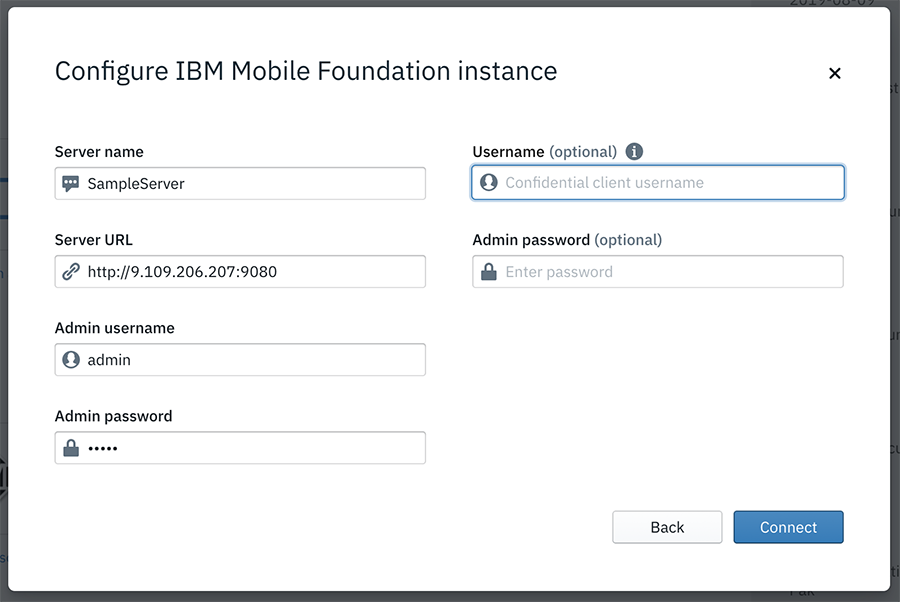 Configure IBM Mobile Foundation instance
Server name
SampleServer
Server URL
http://9.109.206.207:9080
Admin username
admin
Admin password
•••••
Username (optional)
Confidential client username
Admin password (optional)
Enter password
Back
Connect